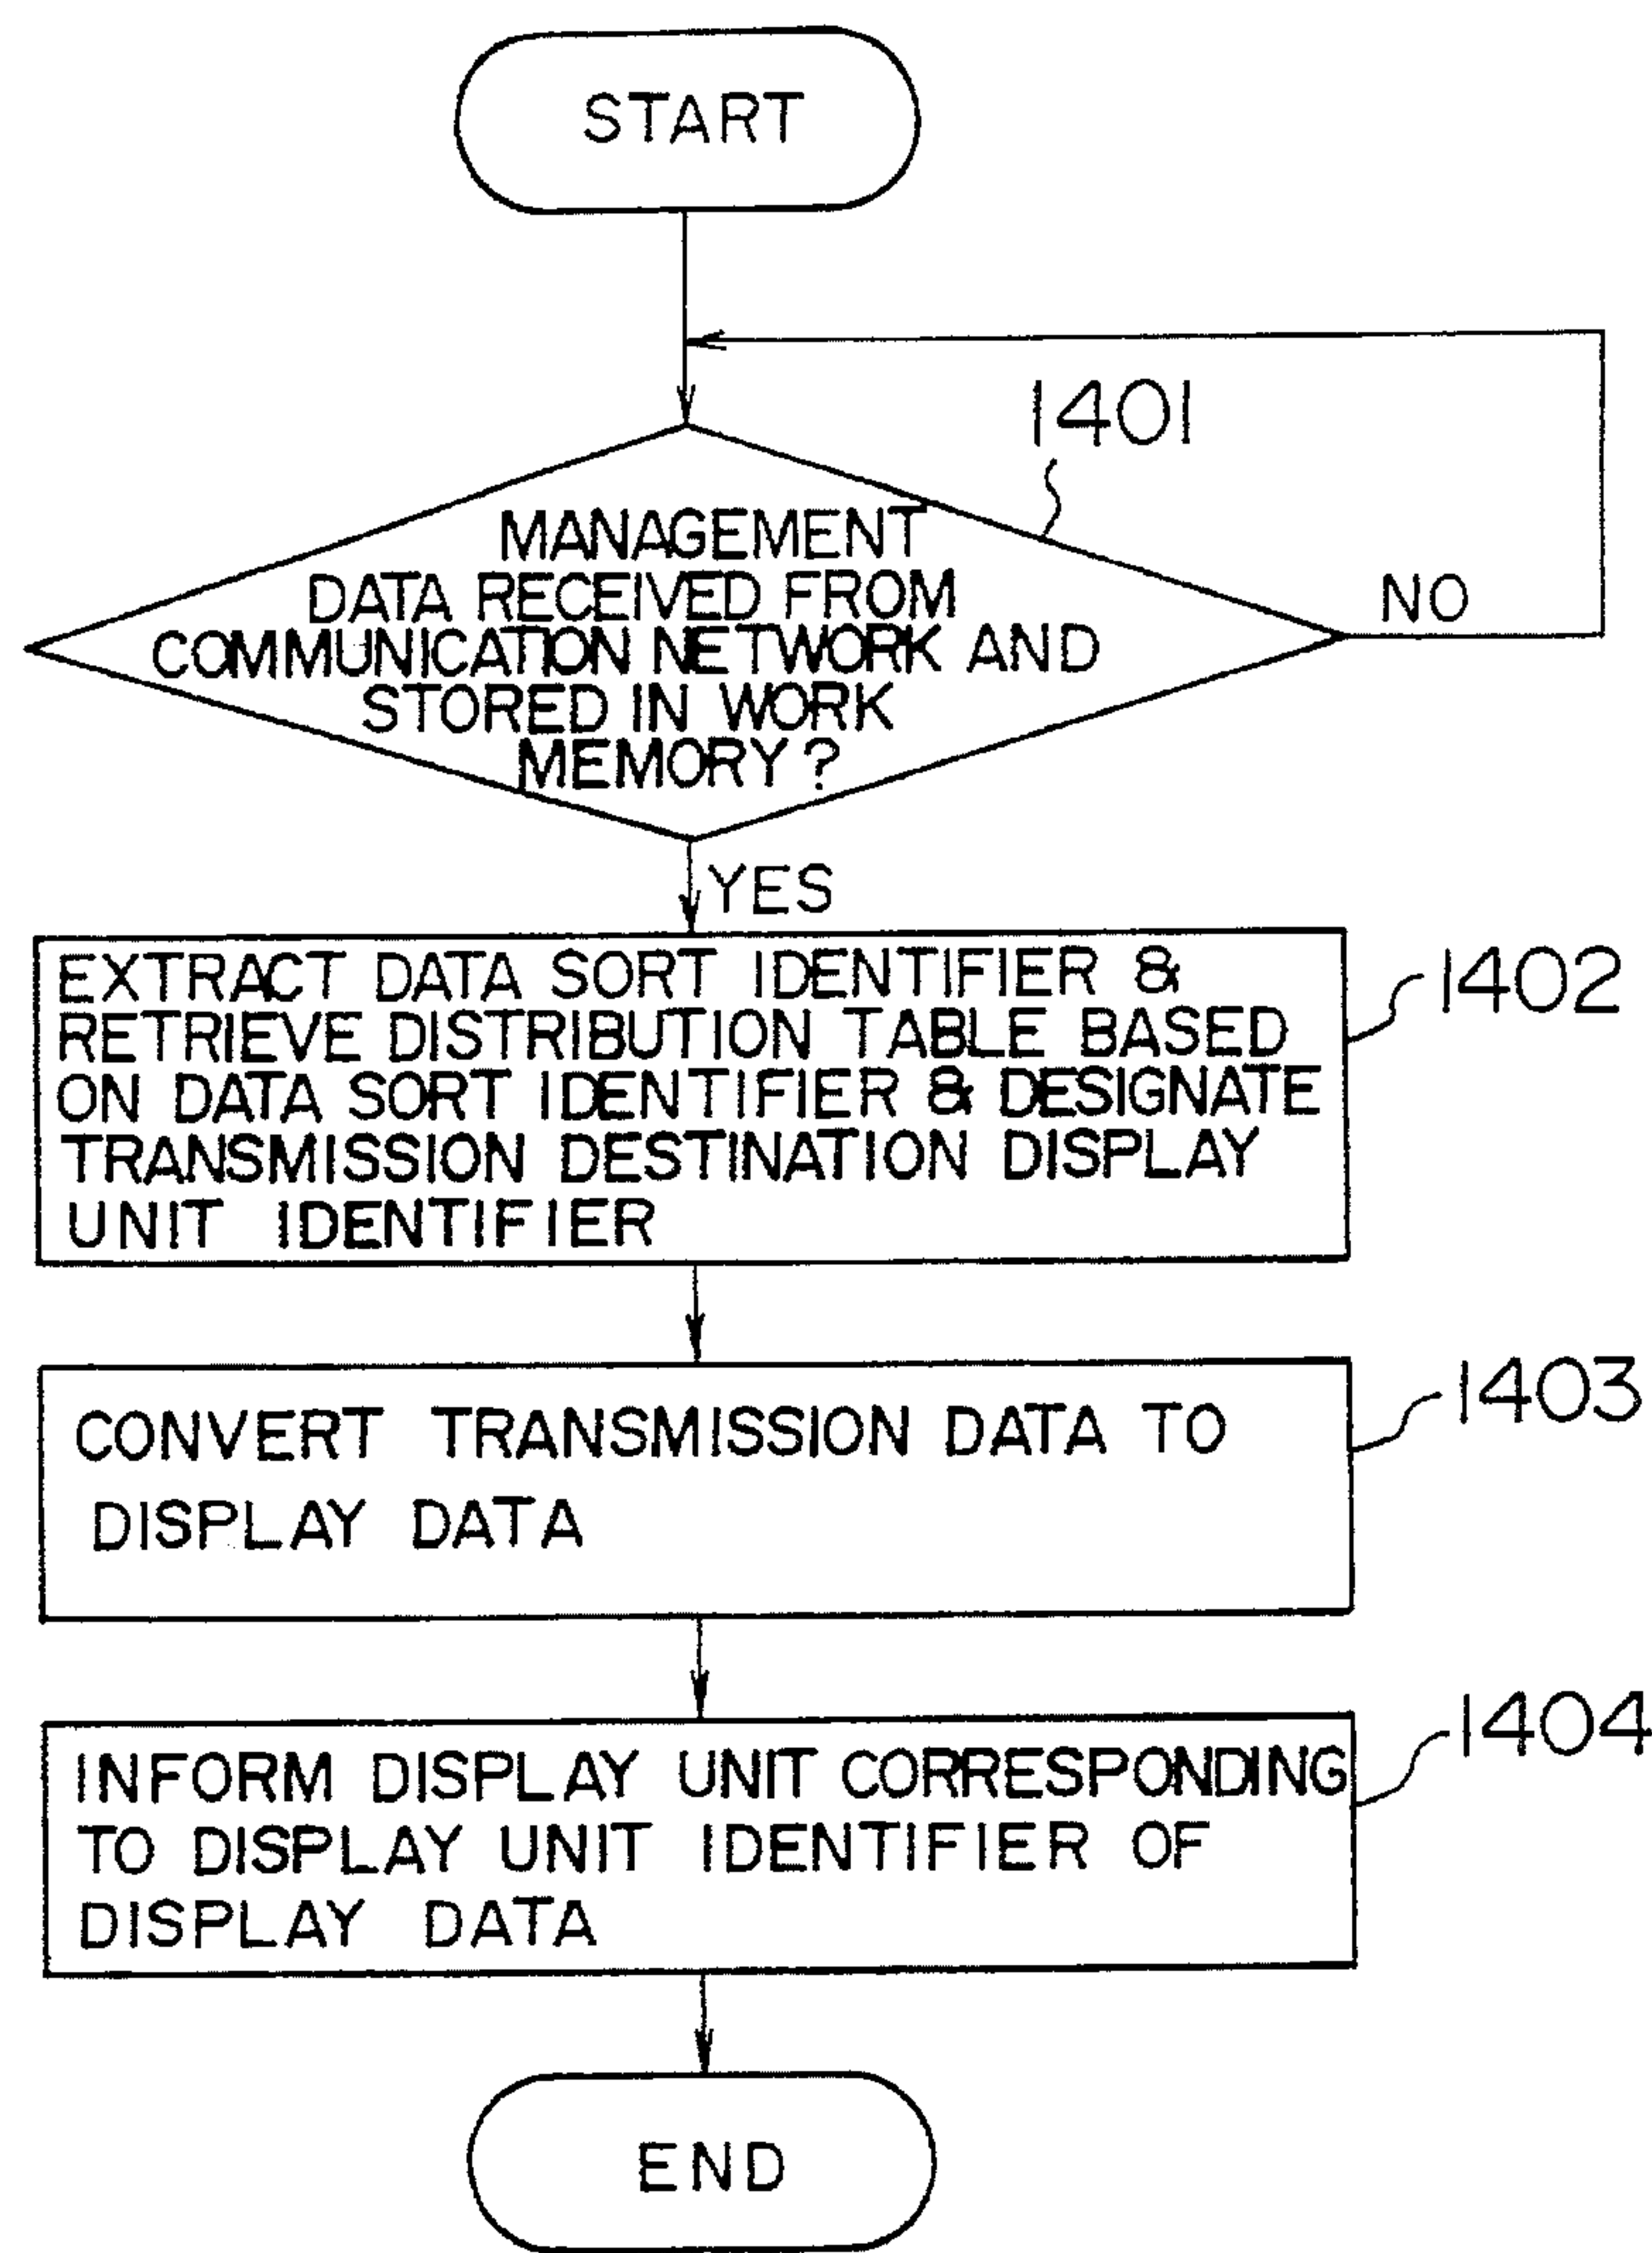 START
1401
MANAGEMENT
DATA RECEIVED FROM
COMMUNICATION NETWORK AND
STORED IN WORK
MEMORY?
NO
YES
EXTRACT DATA SORT IDENTIFIER &
RETRIEVE DISTRIBUTION TABLE BASED
ON DATA SORT IDENTIFIER & DESIGNATE
TRANSMISSION DESTINATION DISPLAY
UNIT IDENTIFIER
1402
CONVERT TRANSMISSION DATA TO
DISPLAY DATA
1403
INFORM DISPLAY UNIT CORRESPONDING
TO DISPLAY UNIT IDENTIFIER OF
DISPLAY DATA
1404
END